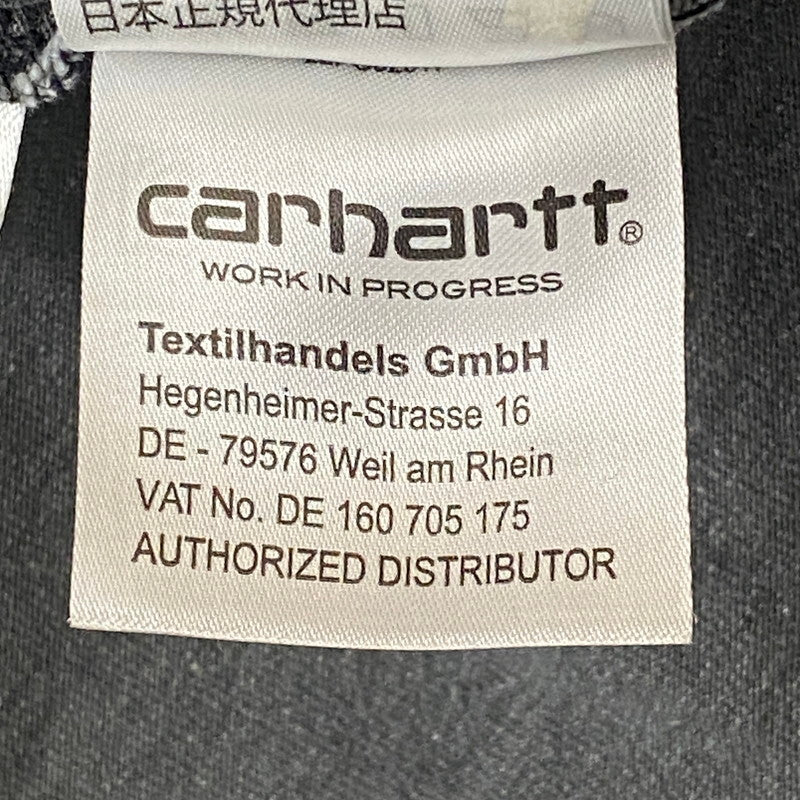 日本正規代理店
carhartt®
WORK IN PROGRESS
Textilhandels GmbH
Hegenheimer-Strasse 16
DE - 79576 Weil am Rhein
VAT No. DE 160 705 175
AUTHORIZED DISTRIBUTOR